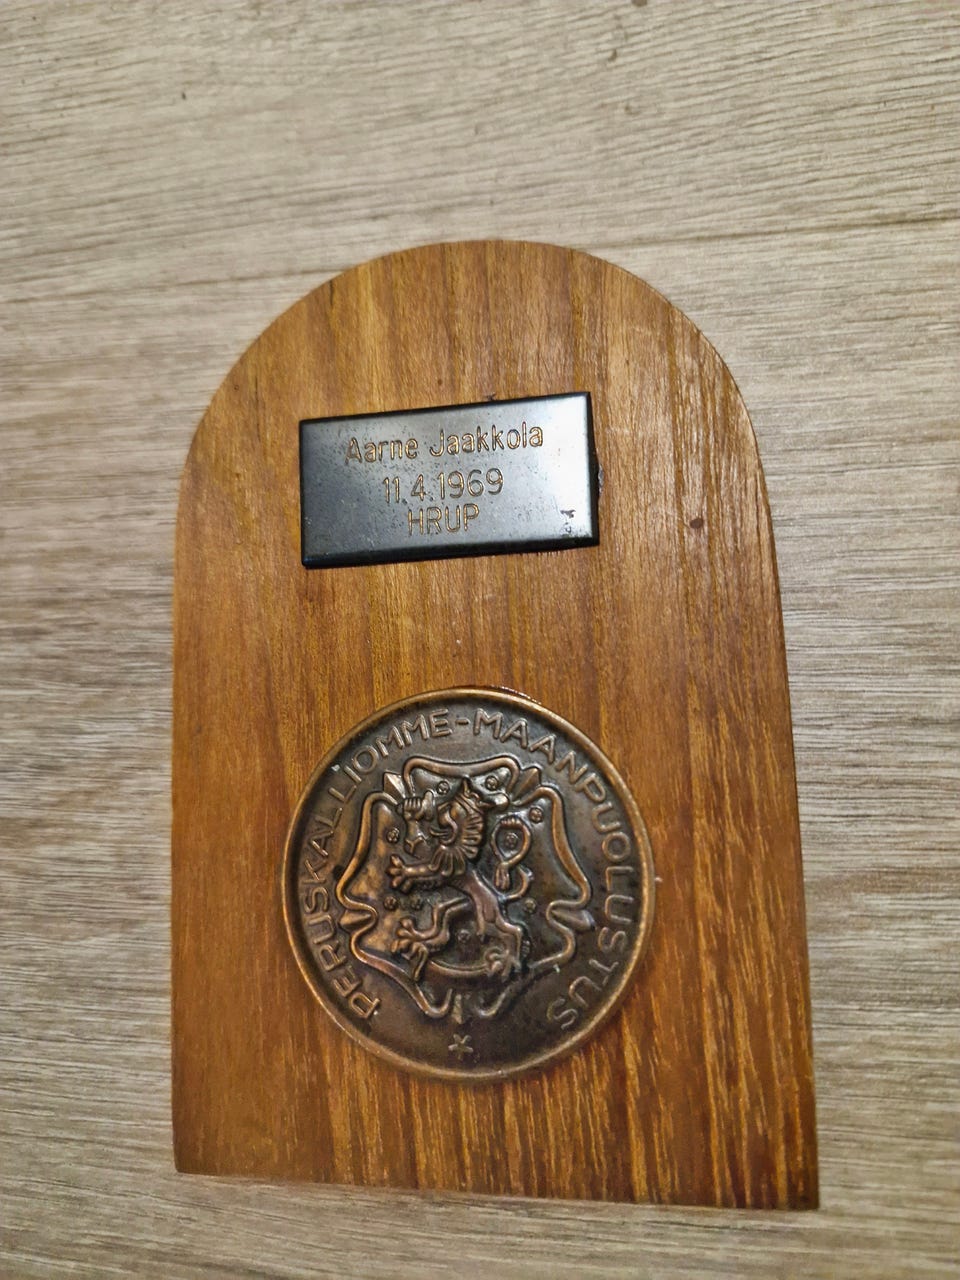 Aarne Jaakkola
11.4.1969
HRUP
PERUSKALLIOMME-MAANPUOLUSTUS